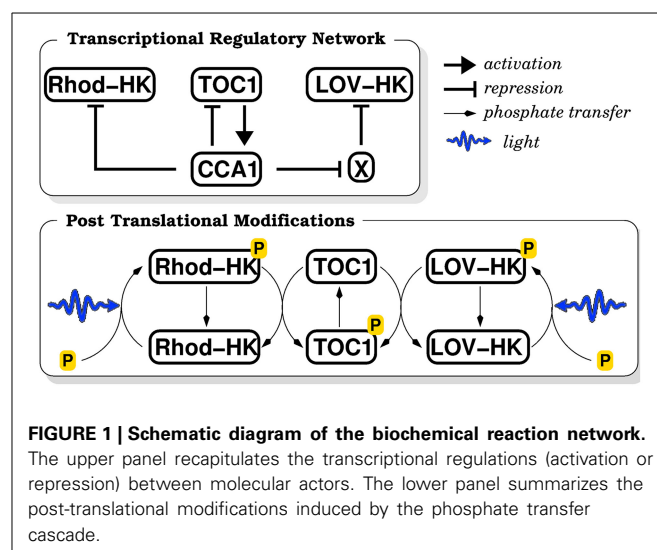 Transcriptional Regulatory Network
Rhod-HK TOC1 LOV-HK
CCA1 X
activation
repression
phosphate transfer
light
Post Translational Modifications
P P
Rhod-HK TOC1 LOV-HK
P
Rhod-HK TOC1 LOV-HK
P P
FIGURE 1 | Schematic diagram of the biochemical reaction network.
The upper panel recapitulates the transcriptional regulations (activation or
repression) between molecular actors. The lower panel summarizes the
post-translational modifications induced by the phosphate transfer
cascade.